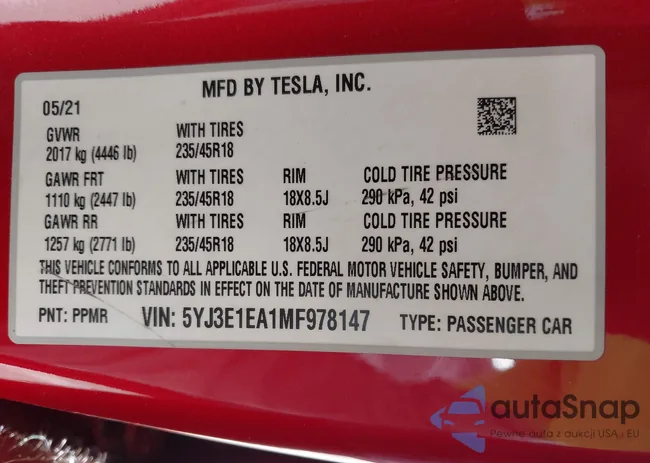 MFD BY TESLA, INC.
05/21
GVWR WITH TIRES
2017 kg (4446 lb) 235/45R18
GAWR FRT WITH TIRES RIM COLD TIRE PRESSURE
1110 kg (2447 lb) 235/45R18 18X8.5J 290 kPa, 42 psi
GAWR RR WITH TIRES RIM COLD TIRE PRESSURE
1257 kg (2771 lb) 235/45R18 18X8.5J 290 kPa, 42 psi
THIS VEHICLE CONFORMS TO ALL APPLICABLE U.S. FEDERAL MOTOR VEHICLE SAFETY, BUMPER, AND
THEFT PREVENTION STANDARDS IN EFFECT ON THE DATE OF MANUFACTURE SHOWN ABOVE.
PNT: PPMR VIN: 5YJ3E1EA1MF978147 TYPE: PASSENGER CAR
autaSnap
Pewne auta z aukcji USA i EU